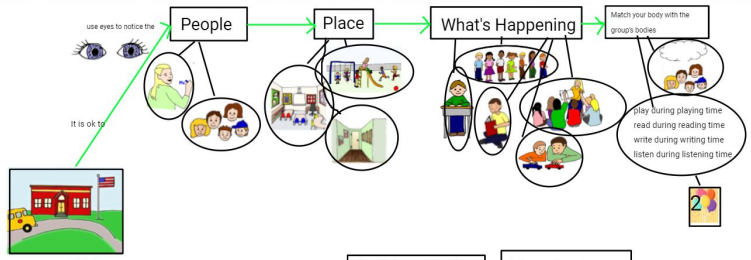 use eyes to notice the
People
Place
What's Happening
Match your body with the
group's bodies
It is ok to
play during playing time
read during reading time
write during writing time
listen during listening time
2